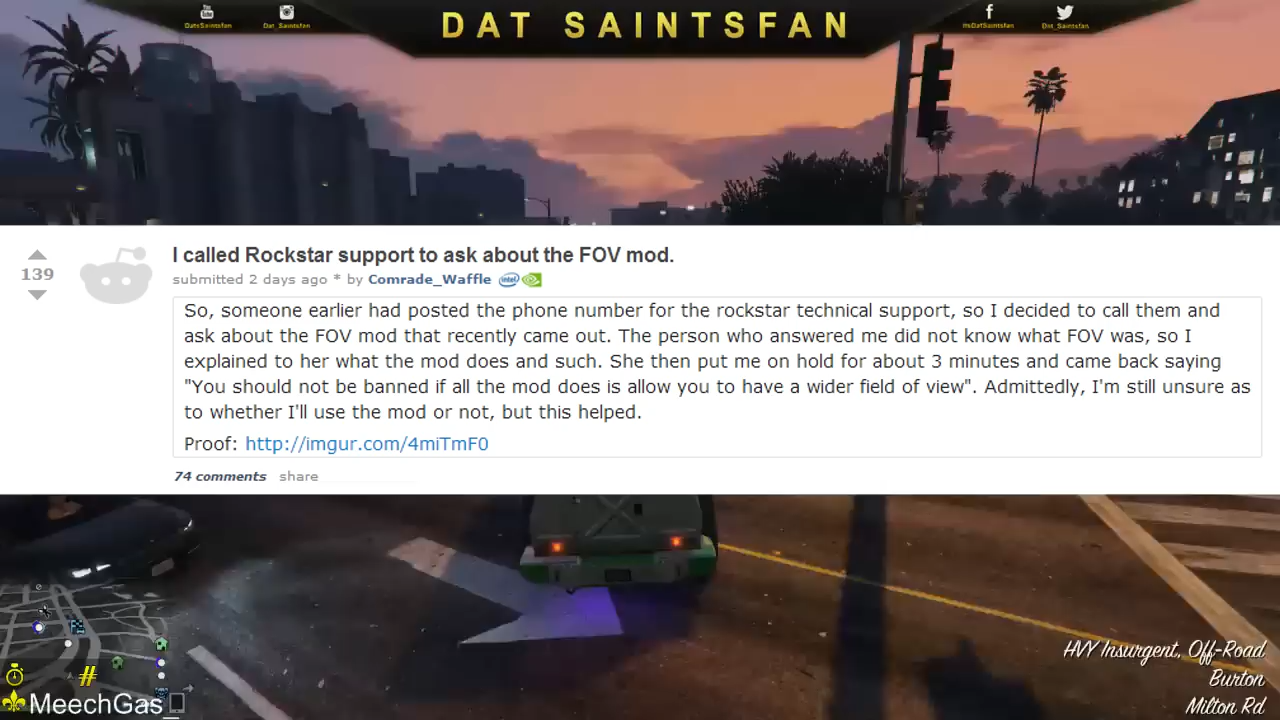 DAT SAINTSFAN
DatsSaintsfan
Dat_Saintsfan
itsDatSaintsfan
Dat_Saintsfan
139
I called Rockstar support to ask about the FOV mod.
submitted 2 days ago * by Comrade_Waffle intel
So, someone earlier had posted the phone number for the rockstar technical support, so I decided to call them and
ask about the FOV mod that recently came out. The person who answered me did not know what FOV was, so I
explained to her what the mod does and such. She then put me on hold for about 3 minutes and came back saying
"You should not be banned if all the mod does is allow you to have a wider field of view". Admittedly, I'm still unsure as
to whether I'll use the mod or not, but this helped.
Proof: http://imgur.com/4miTmF0
74 comments share
#
MeechGas
HVY Insurgent, Off-Road
Burton
Milton Rd